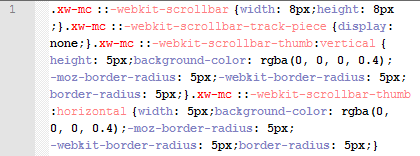 1 .xw-mc ::-webkit-scrollbar {width: 8px;height: 8px
;}.xw-mc ::-webkit-scrollbar-track-piece {display:
none;}.xw-mc ::-webkit-scrollbar-thumb:vertical {
height: 5px;background-color: rgba(0, 0, 0, 0.4);
-moz-border-radius: 5px;-webkit-border-radius: 5px;
border-radius: 5px;}.xw-mc ::-webkit-scrollbar-thumb
:horizontal {width: 5px;background-color: rgba(0,
0, 0, 0.4);-moz-border-radius: 5px;
-webkit-border-radius: 5px;border-radius: 5px;}